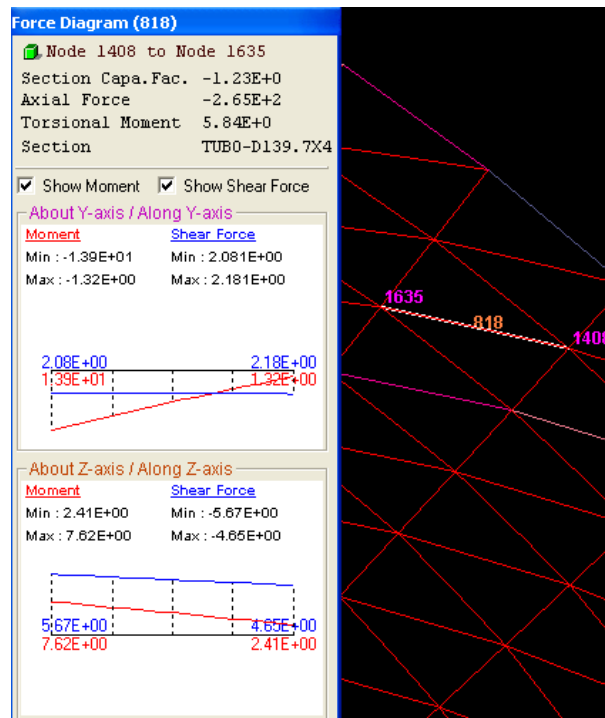 Force Diagram (818)
Node 1408 to Node 1635
Section Capa.Fac. -1.23E+0
Axial Force -2.65E+2
Torsional Moment 5.84E+0
Section TUBO-D139.7X4
Show Moment Show Shear Force
About Y-axis / Along Y-axis
Moment Shear Force
Min : -1.39E+01 Min : 2.081E+00
Max : -1.32E+00 Max : 2.181E+00
2.08E+00 2.18E+00
1.39E+01 1.32E+00
About Z-axis / Along Z-axis
Moment Shear Force
Min : 2.41E+00 Min : -5.67E+00
Max : 7.62E+00 Max : -4.65E+00
5.67E+00 4.65E+00
7.62E+00 2.41E+00
1635
818
1408